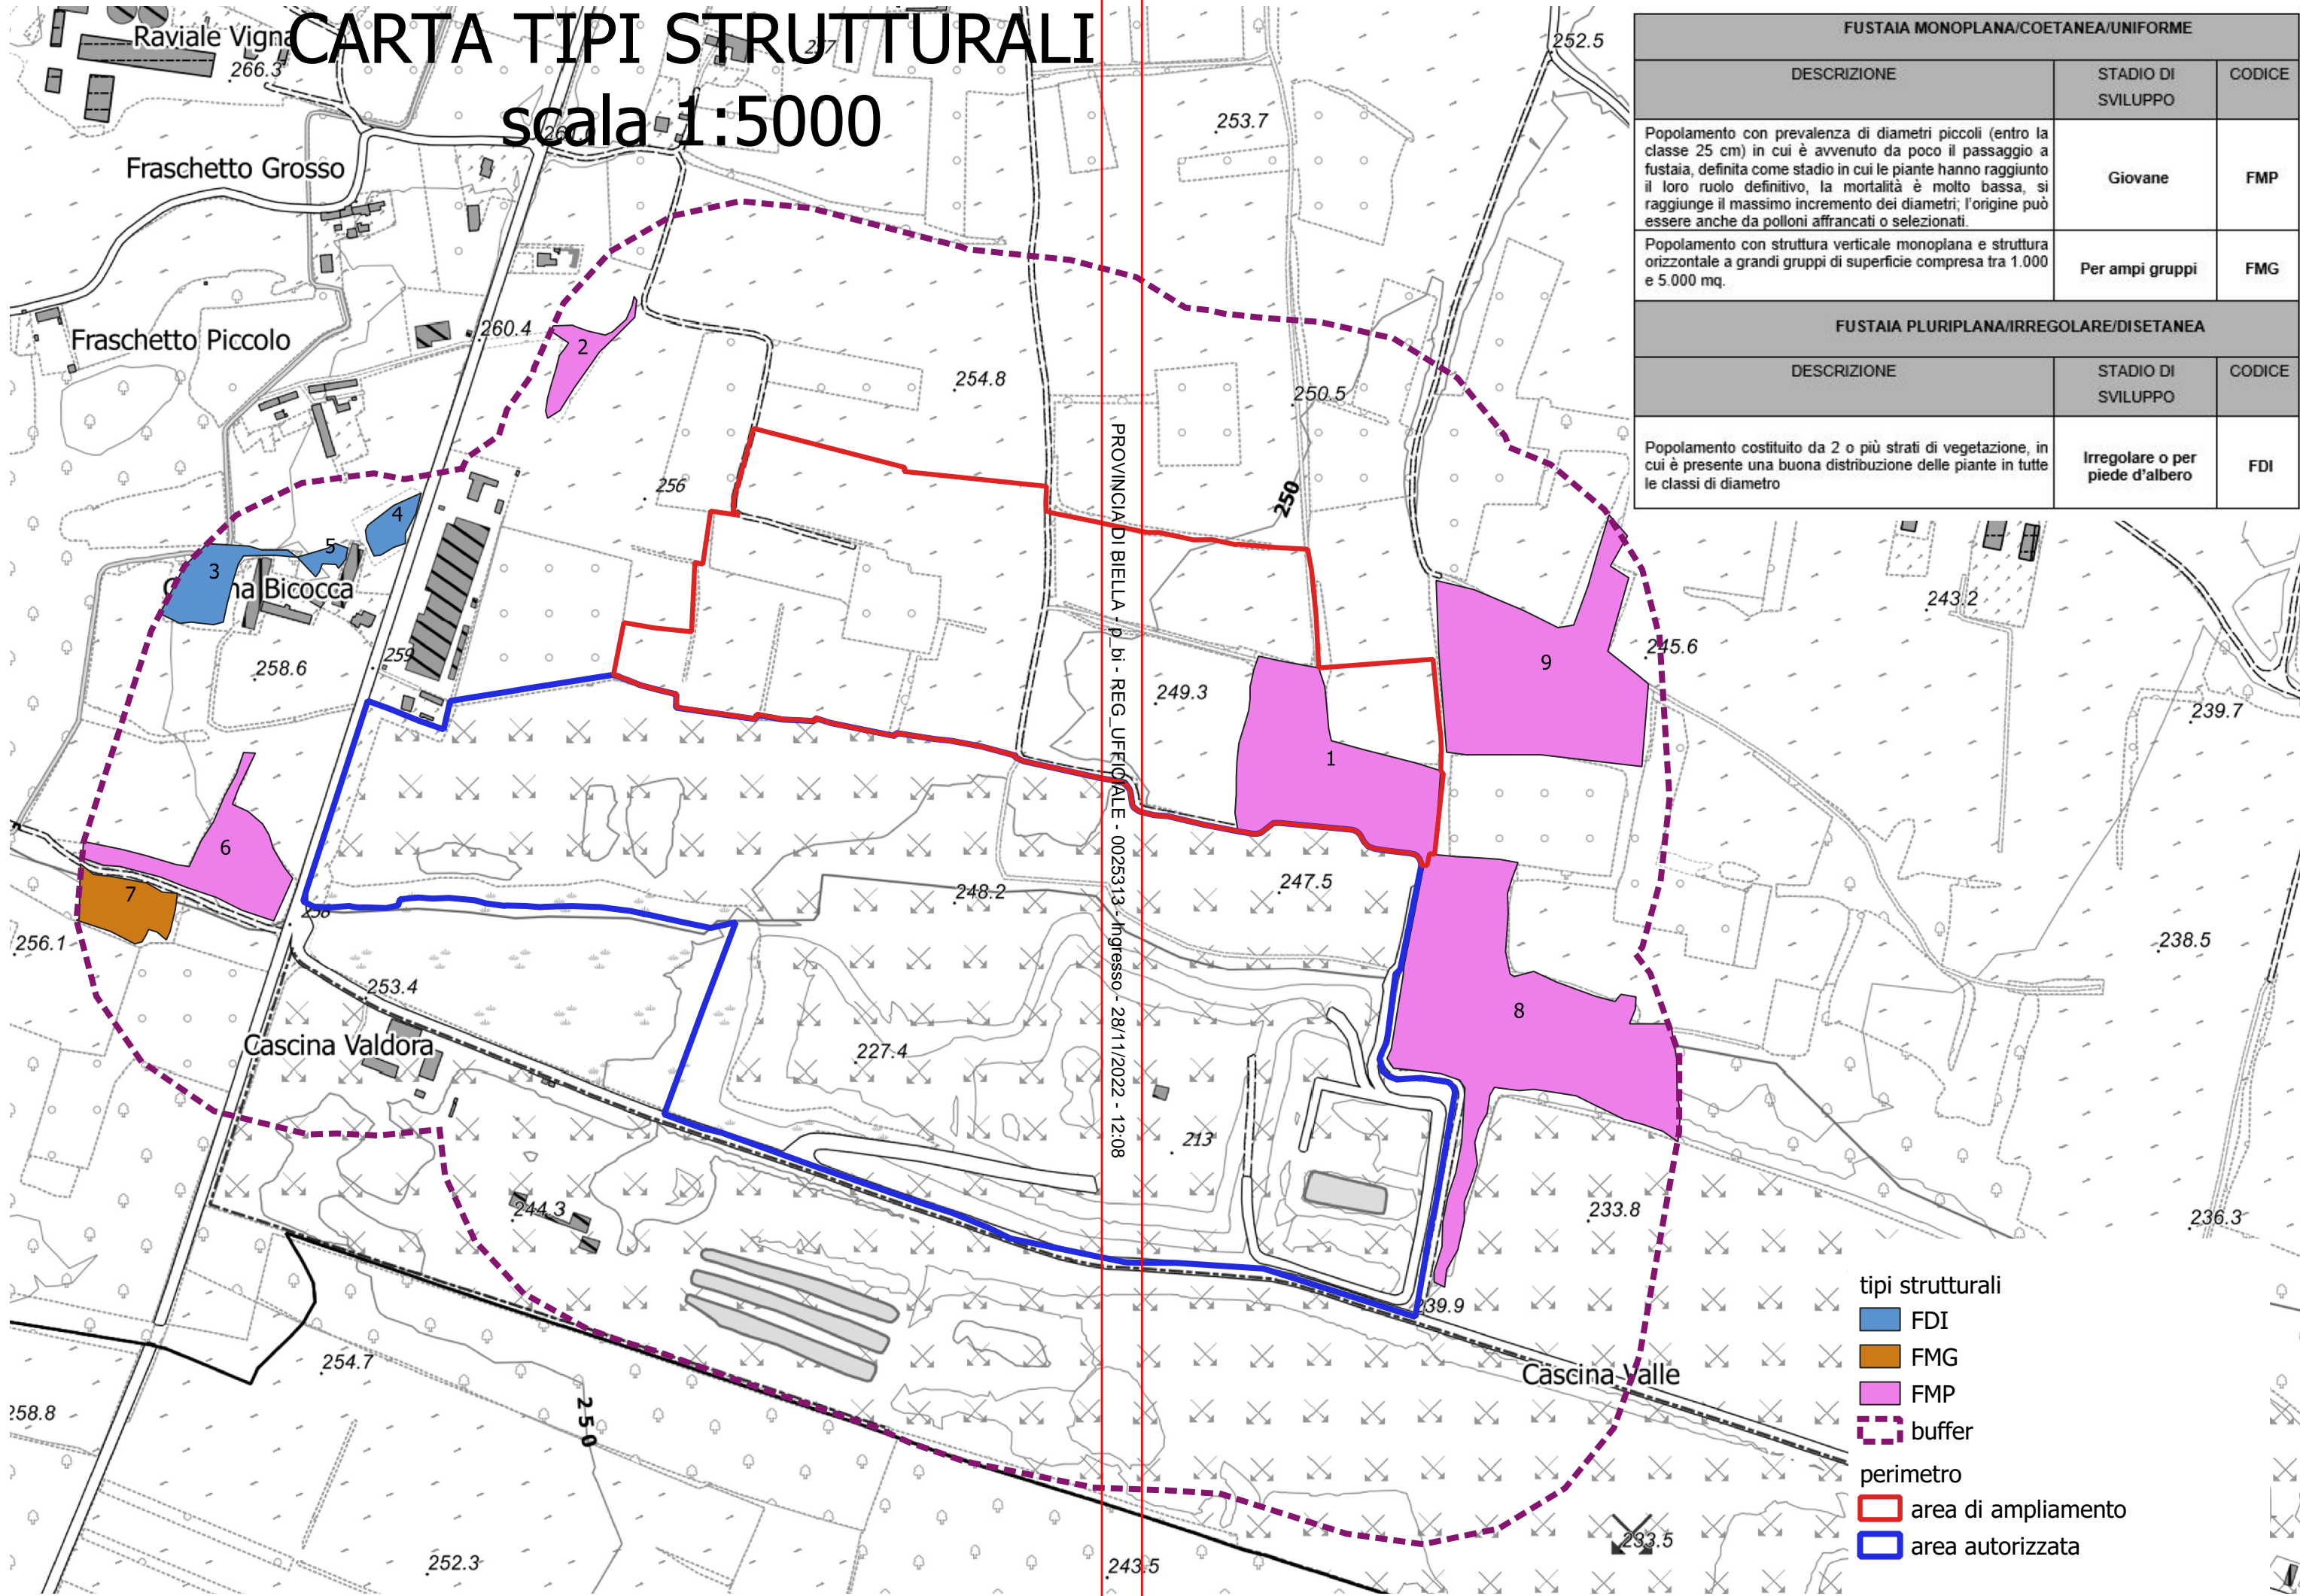 CARTA TIPI STRUTTURALI
scala 1:5000
Raviale Vigna
266.3
257
252.5
253.7
Fraschetto Grosso
Fraschetto Piccolo
260.4
254.8
250.5
256
250
FUSTAIA MONOPLANA/COETANEA/UNIFORME
DESCRIZIONE
STADIO DI
SVILUPPO
CODICE
Popolamento con prevalenza di diametri piccoli (entro la
classe 25 cm) in cui è avvenuto da poco il passaggio a
fustaia, definita come stadio in cui le piante hanno raggiunto
il loro ruolo definitivo, la mortalità è molto bassa, si
raggiunge il massimo incremento dei diametri; l'origine può
essere anche da polloni affrancati o selezionati.
Giovane
FMP
Popolamento con struttura verticale monoplana e struttura
orizzontale a grandi gruppi di superficie compresa tra 1.000
e 5.000 mq.
Per ampi gruppi
FMG
FUSTAIA PLURIPLANA/IRREGOLARE/DISETANEA
DESCRIZIONE
STADIO DI
SVILUPPO
CODICE
Popolamento costituito da 2 o più strati di vegetazione, in
cui è presente una buona distribuzione delle piante in tutte
le classi di diametro
Irregolare o per
piede d'albero
FDI
2
4
5
3
Bicocca
258.6
259
249.3
9
245.6
243.2
239.7
1
6
7
256.1
258
248.2
247.5
238.5
253.4
Cascina Valdora
227.4
8
213
244.3
233.8
236.3
239.9
Cascina Valle
254.7
258.8
250
252.3
243.5
233.5
PROVINCIA DI BIELLA - p_bi - REG_UFFICIALE - 0025313 - Ingresso - 28/11/2022 - 12:08
tipi strutturali
FDI
FMG
FMP
buffer
perimetro
area di ampliamento
area autorizzata